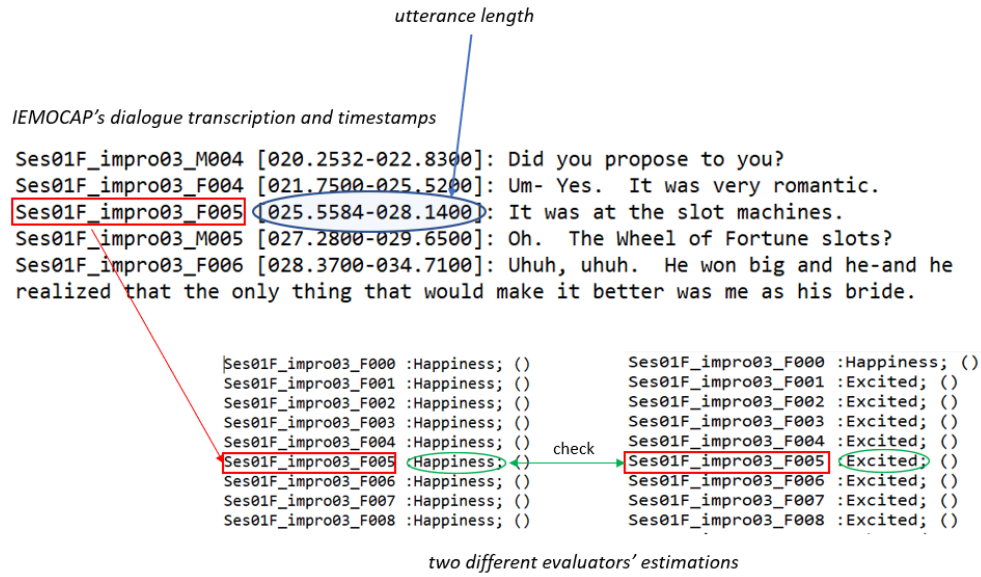 utterance length
IEMOCAP's dialogue transcription and timestamps
Ses01F_impro03_M004 [020.2532-022.8300]: Did you propose to you?
Ses01F_impro03_F004 [021.7500-025.5200]: Um- Yes.  It was very romantic.
Ses01F_impro03_F005 [025.5584-028.1400]: It was at the slot machines.
Ses01F_impro03_M005 [027.2800-029.6500]: Oh.  The Wheel of Fortune slots?
Ses01F_impro03_F006 [028.3700-034.7100]: Uhuh, uhuh.  He won big and he-and he
realized that the only thing that would make it better was me as his bride.
Ses01F_impro03_F000 :Happiness; ()
Ses01F_impro03_F001 :Happiness; ()
Ses01F_impro03_F002 :Happiness; ()
Ses01F_impro03_F003 :Happiness; ()
Ses01F_impro03_F004 :Happiness; ()
Ses01F_impro03_F005 :Happiness; ()
Ses01F_impro03_F006 :Happiness; ()
Ses01F_impro03_F007 :Happiness; ()
Ses01F_impro03_F008 :Happiness; ()
check
Ses01F_impro03_F000 :Happiness; ()
Ses01F_impro03_F001 :Excited; ()
Ses01F_impro03_F002 :Excited; ()
Ses01F_impro03_F003 :Excited; ()
Ses01F_impro03_F004 :Excited; ()
Ses01F_impro03_F005 :Excited; ()
Ses01F_impro03_F006 :Excited; ()
Ses01F_impro03_F007 :Excited; ()
Ses01F_impro03_F008 :Excited; ()
two different evaluators' estimations